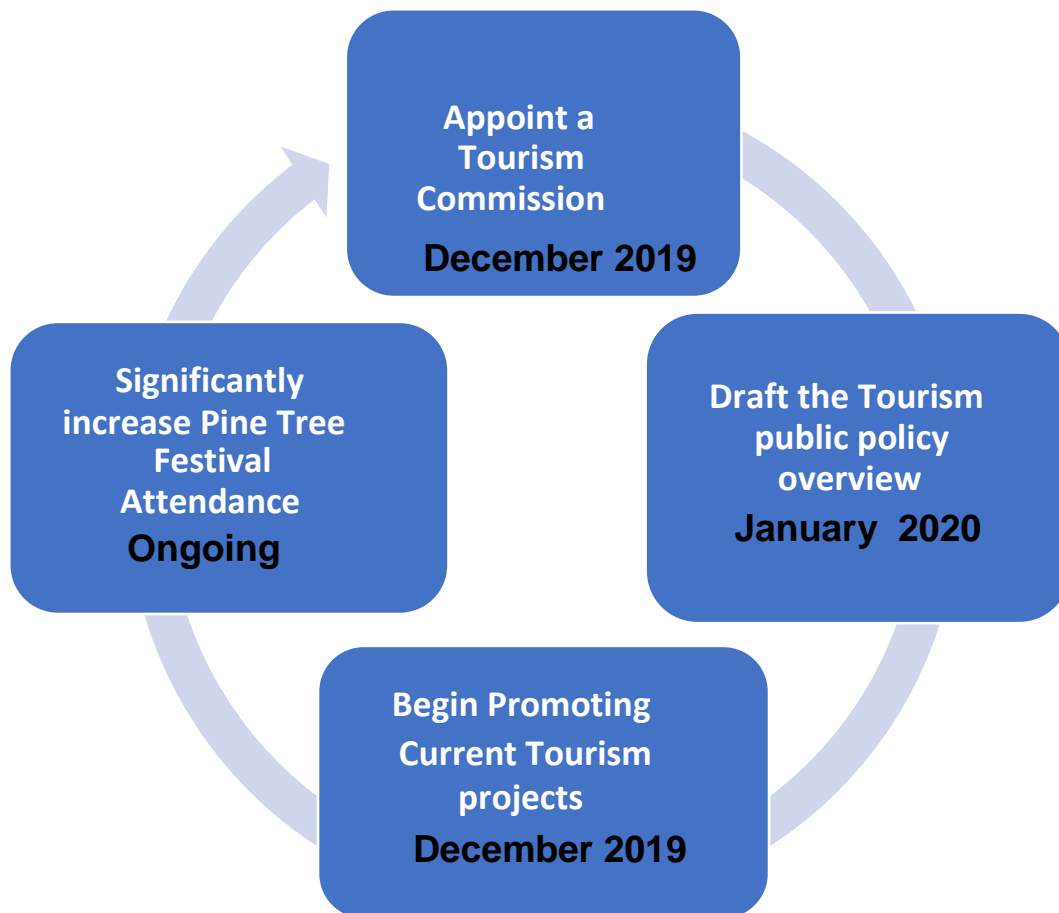 Appoint a
Tourism
Commission
December 2019
Draft the Tourism
public policy
overview
January  2020
Begin Promoting
Current Tourism
projects
December 2019
Significantly
increase Pine Tree
Festival
Attendance
Ongoing